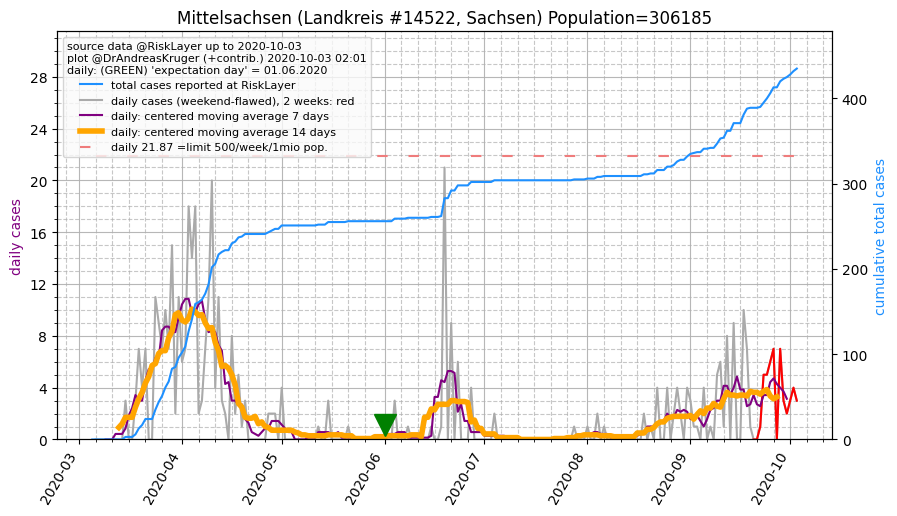 Mittelsachsen (Landkreis #14522, Sachsen) Population=306185
source data @RiskLayer up to 2020-10-03
plot @DrAndreasKruger (+contrib.) 2020-10-03 02:01
daily: (GREEN) 'expectation day' = 01.06.2020
total cases reported at RiskLayer
daily cases (weekend-flawed), 2 weeks: red
daily: centered moving average 7 days
daily: centered moving average 14 days
daily 21.87 =limit 500/week/1mio pop.
daily cases
28
24
20
16
12
8
4
0
cumulative total cases
400
300
200
100
0
2020-03
2020-04
2020-05
2020-06
2020-07
2020-08
2020-09
2020-10